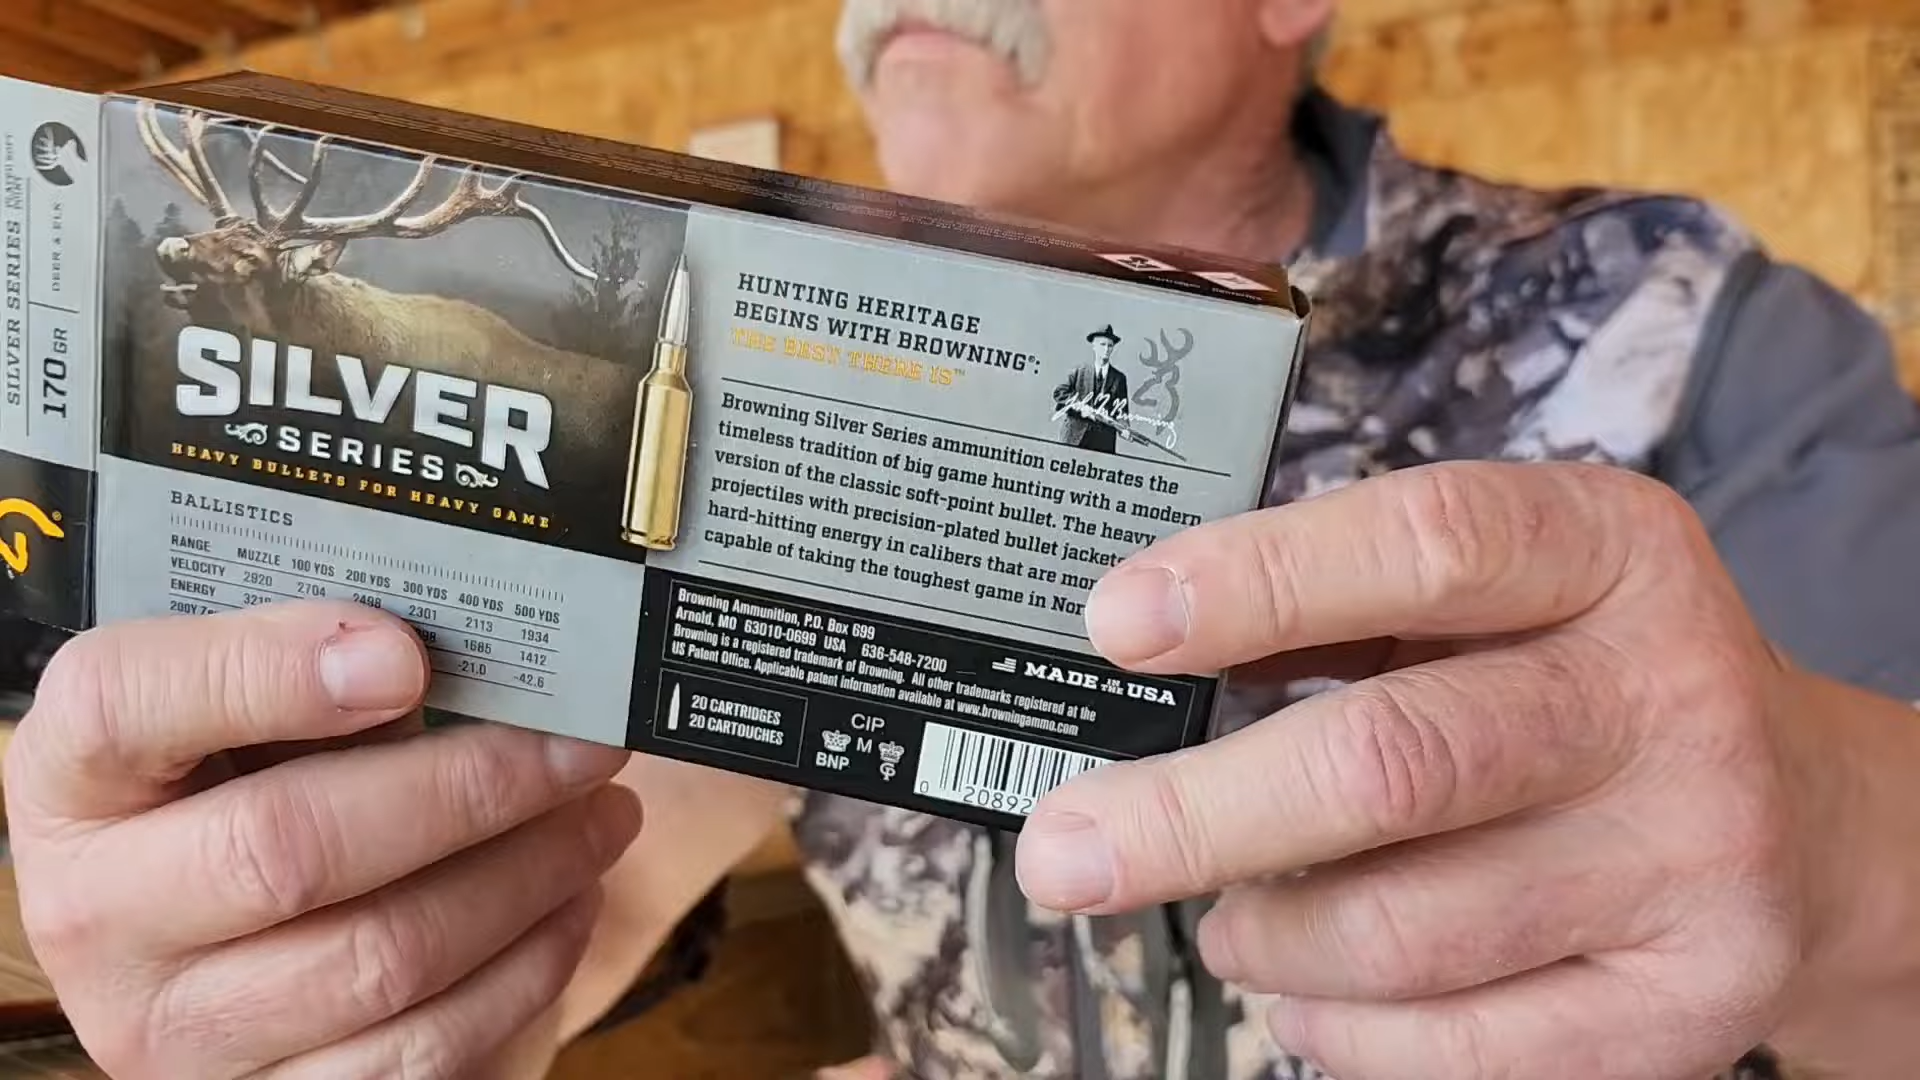 SILVER SERIES
170 GR
DEER & ELK
SILVER
SERIES
HEAVY BULLETS FOR HEAVY GAME
BALLISTICS
RANGE MUZZLE 100 YDS 200 YDS 300 YDS 400 YDS 500 YDS
VELOCITY 2920 2704 2498 2301 2113 1934
ENERGY 1685 1412
-21.0 -42.6
HUNTING HERITAGE
BEGINS WITH BROWNING®:
THE BEST THERE IS™
Browning Silver Series ammunition celebrates the
timeless tradition of big game hunting with a modern
version of the classic soft-point bullet. The heavy
projectiles with precision-plated bullet jackets
hard-hitting energy in calibers that are mor
capable of taking the toughest game in Nor
Browning Ammunition, P.O. Box 699
Arnold, MO 63010-0699 USA 636-548-7200
Browning is a registered trademark of Browning. All other trademarks registered at the
US Patent Office. Applicable patent information available at www.browningammo.com
MADE IN THE USA
20 CARTRIDGES
20 CARTOUCHES
CIP
M
BNP
0 20892